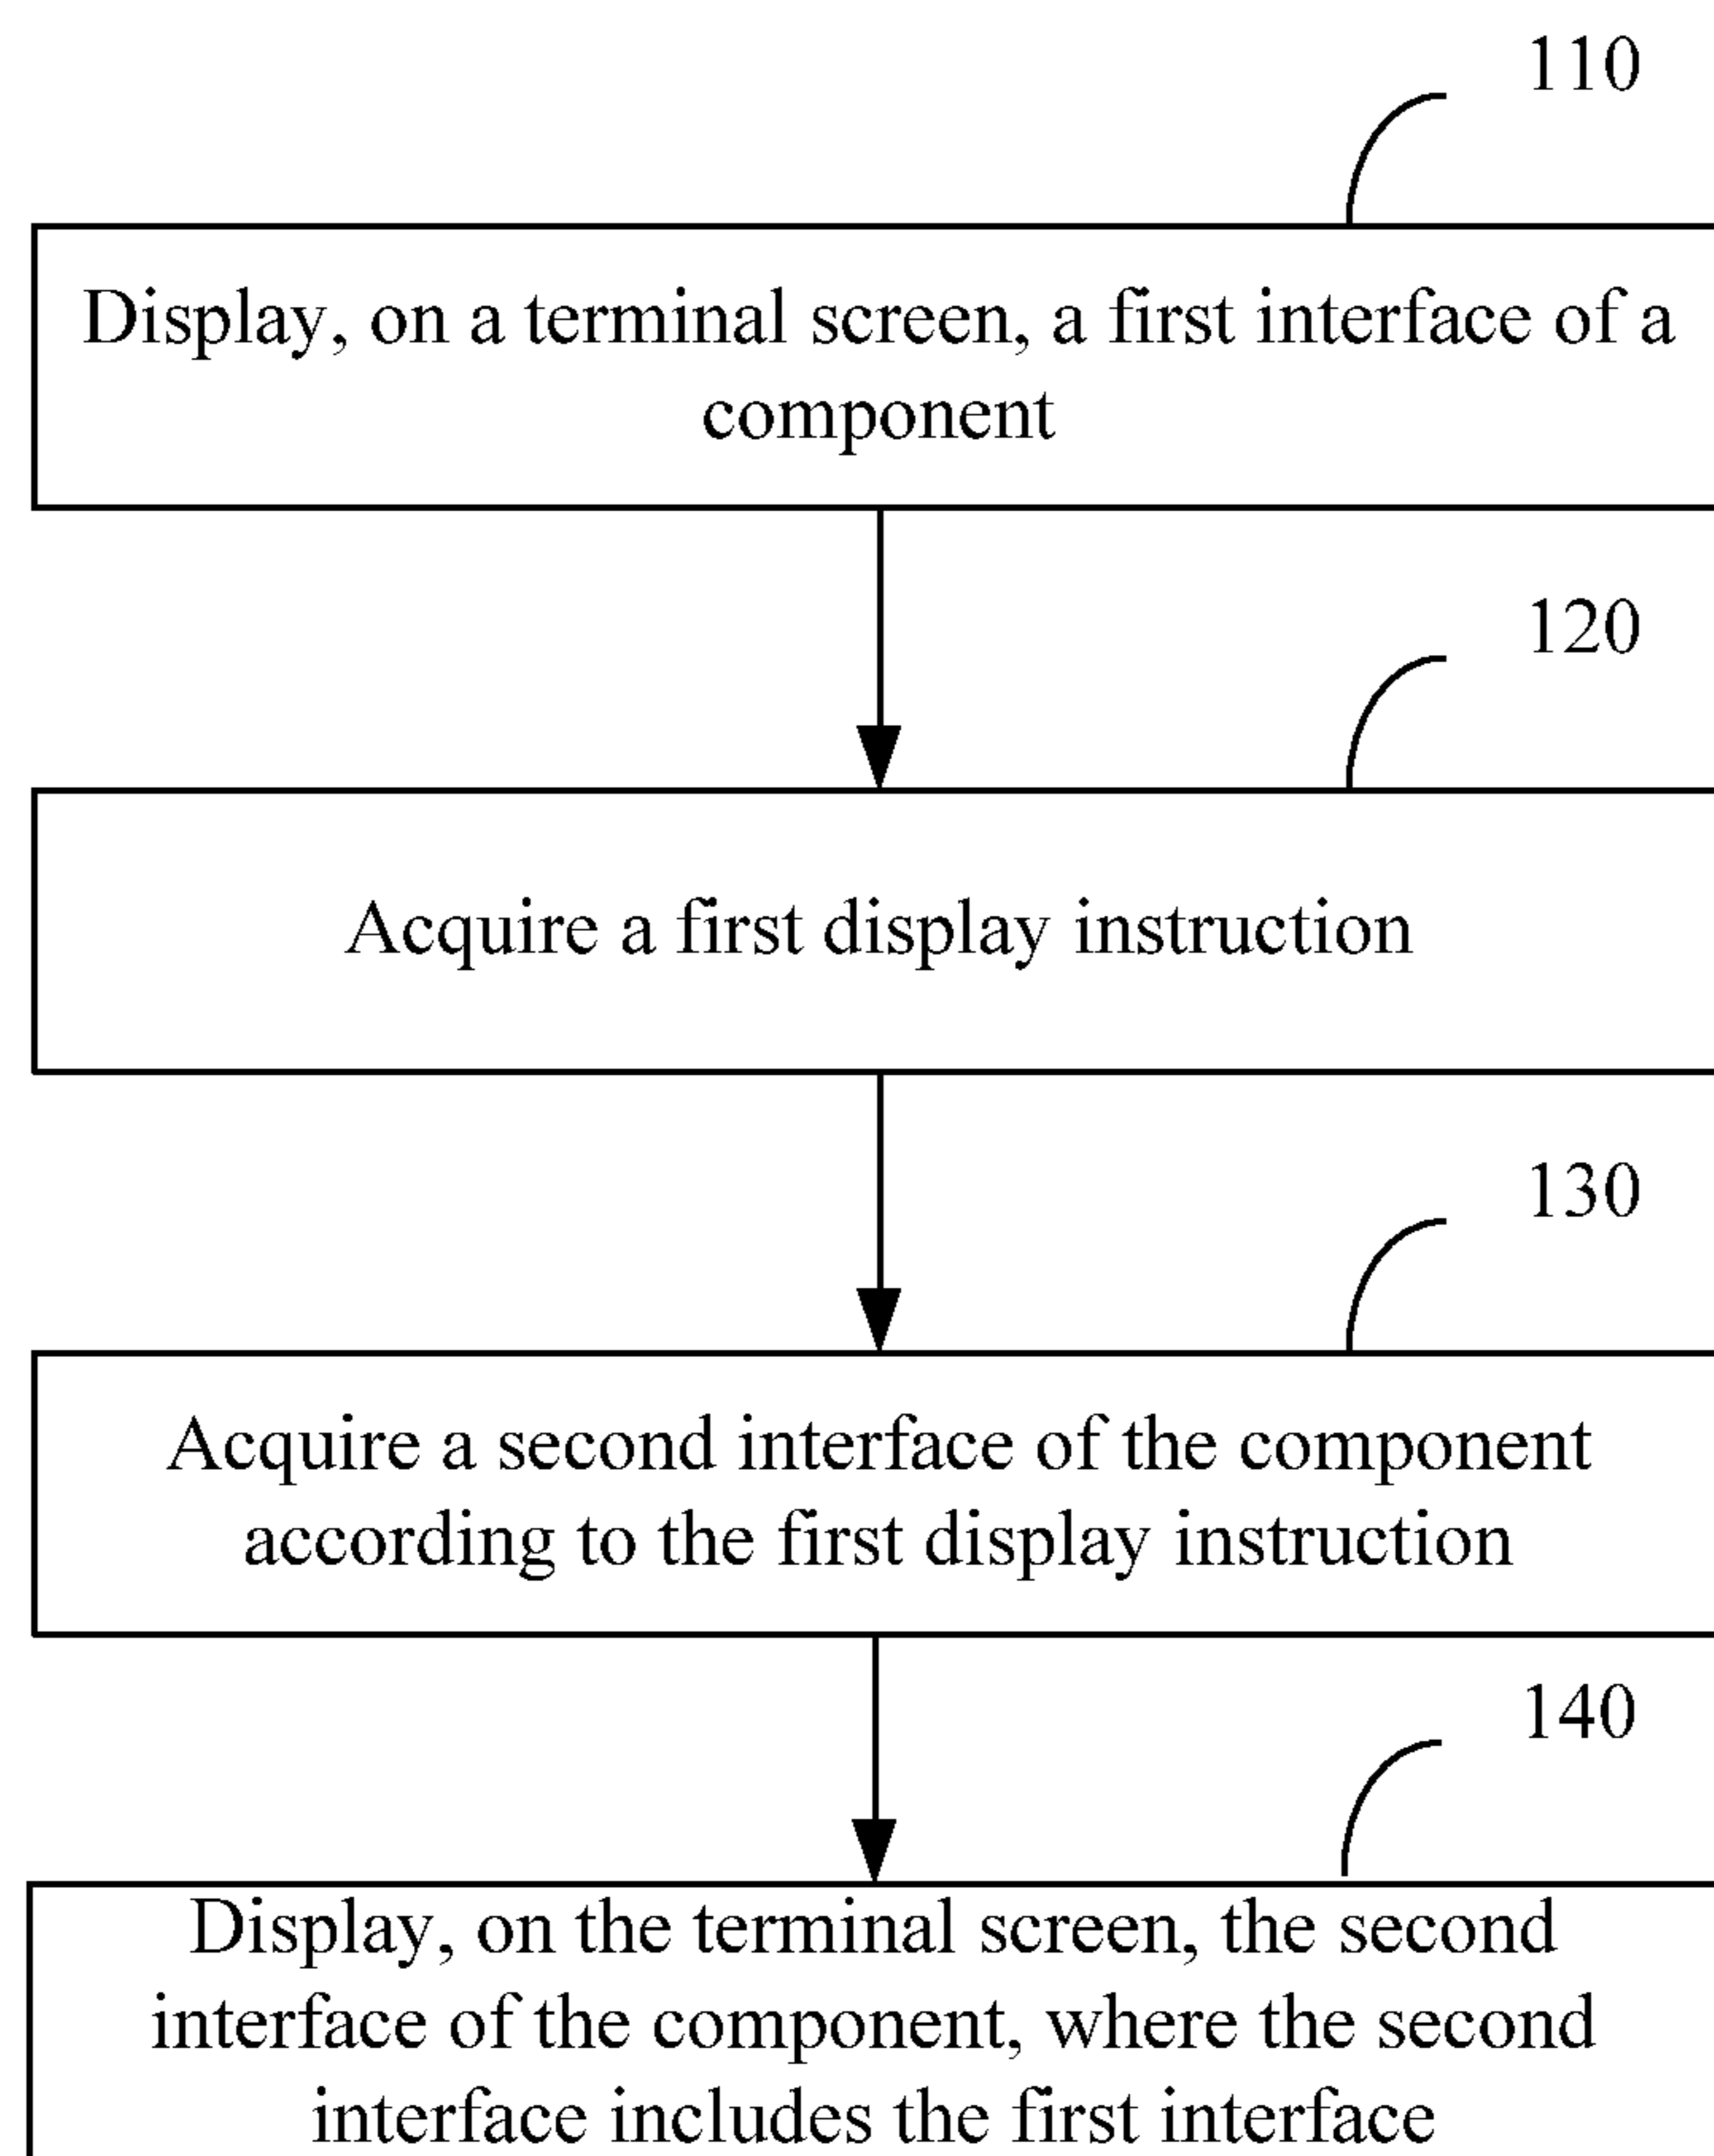 110
Display, on a terminal screen, a first interface of a
component
120
Acquire a first display instruction
130
Acquire a second interface of the component
according to the first display instruction
140
Display, on the terminal screen, the second
interface of the component, where the second
interface includes the first interface